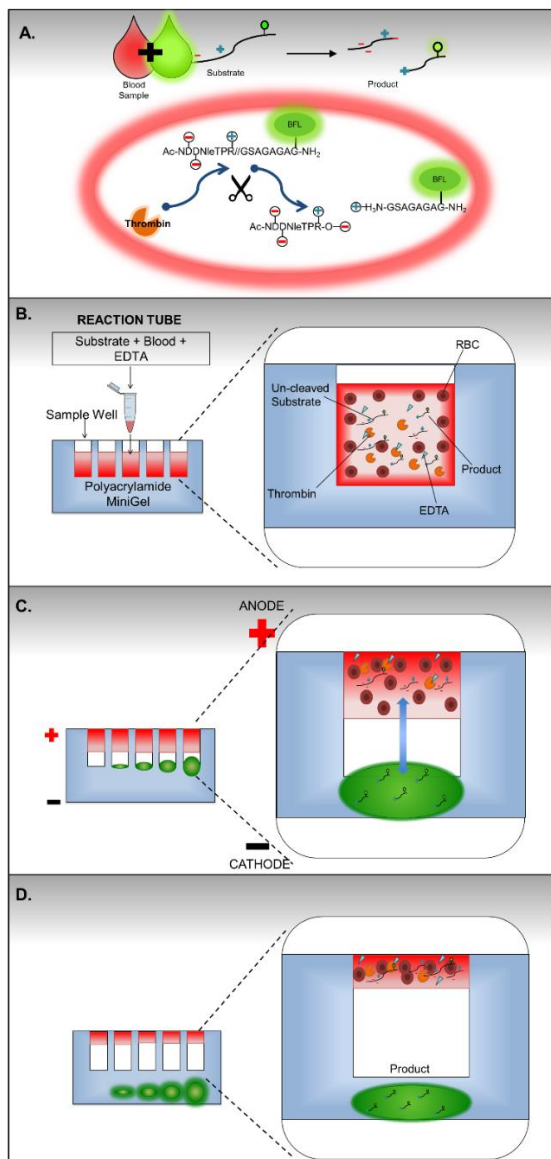 A.
Blood
Sample
Substrate
Product
BFL
Ac-NDDNleTPR//GSAGAGAG-NH2
BFL
H3N-GSAGAGAG-NH2
Thrombin
Ac-NDDNleTPR-O
B.
REACTION TUBE
Substrate + Blood +
EDTA
Sample Well
Polyacrylamide
MiniGel
RBC
Un-cleaved
Substrate
Product
Thrombin
EDTA
C.
ANODE
CATHODE
D.
Product